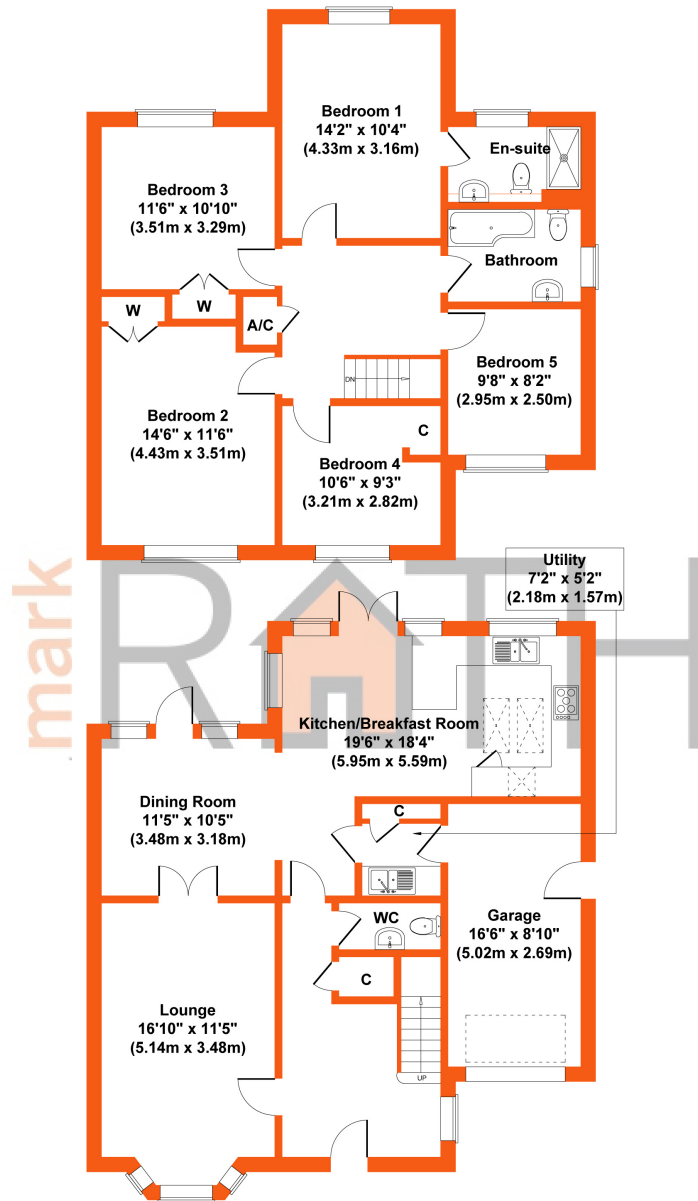 Bedroom 1
14'2" x 10'4"
(4.33m x 3.16m)
En-suite
Bedroom 3
11'6" x 10'10"
(3.51m x 3.29m)
Bathroom
W
W
A/C
Bedroom 5
9'8" x 8'2"
(2.95m x 2.50m)
DN
Bedroom 2
14'6" x 11'6"
(4.43m x 3.51m)
C
Bedroom 4
10'6" x 9'3"
(3.21m x 2.82m)
Utility
7'2" x 5'2"
(2.18m x 1.57m)
mark
R TH
Kitchen/Breakfast Room
19'6" x 18'4"
(5.95m x 5.59m)
Dining Room
11'5" x 10'5"
(3.48m x 3.18m)
C
WC
Garage
16'6" x 8'10"
(5.02m x 2.69m)
C
Lounge
16'10" x 11'5"
(5.14m x 3.48m)
UP